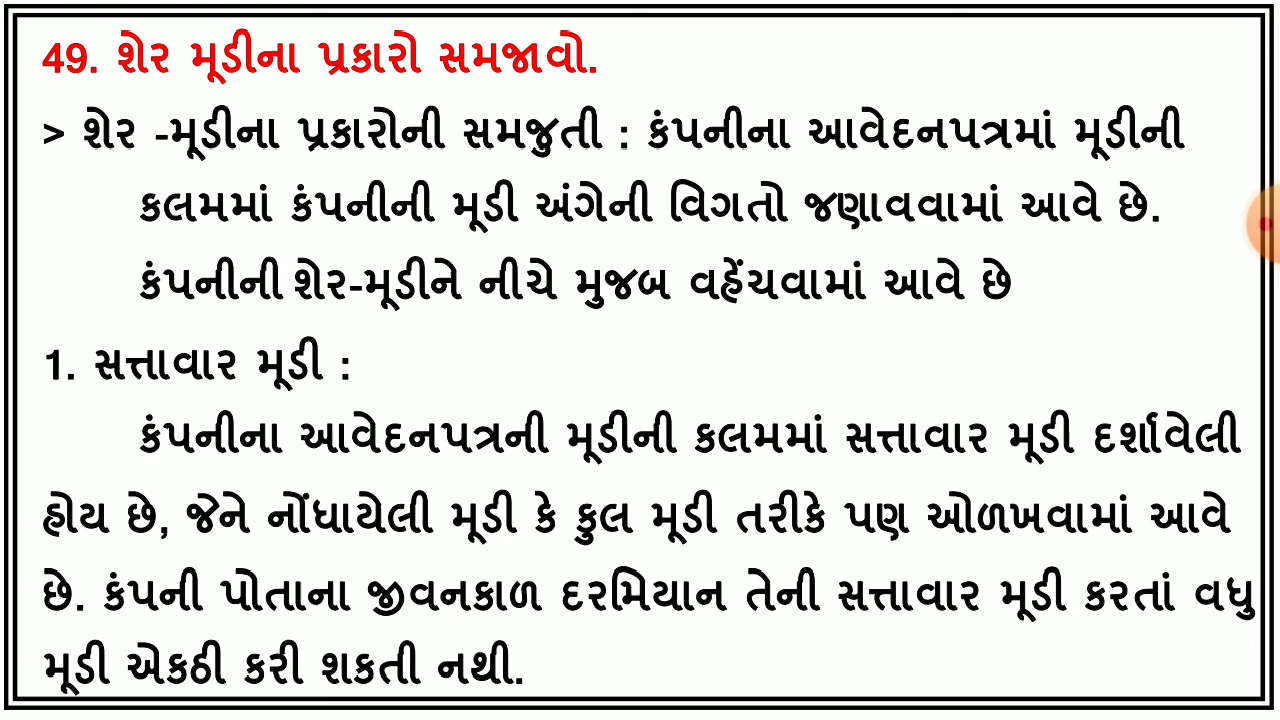 49. શેર મૂડીના પ્રકારો સમજાવો.
> શેર -મૂડીના પ્રકારોની સમજુતી : કંપનીના આવેદનપત્રમાં મૂડીની
કલમમાં કંપનીની મૂડી અંગેની વિગતો જણાવવામાં આવે છે.
કંપનીની શેર-મૂડીને નીચે મુજબ વહેંચવામાં આવે છે
1. સત્તાવાર મૂડી :
કંપનીના આવેદનપત્રની મૂડીની કલમમાં સત્તાવાર મૂડી દર્શાવેલી
હોય છે, જેને નોંધાયેલી મૂડી કે કુલ મૂડી તરીકે પણ ઓળખવામાં આવે
છે. કંપની પોતાના જીવનકાળ દરમિયાન તેની સત્તાવાર મૂડી કરતાં વધુ
મૂડી એકઠી કરી શકતી નથી.